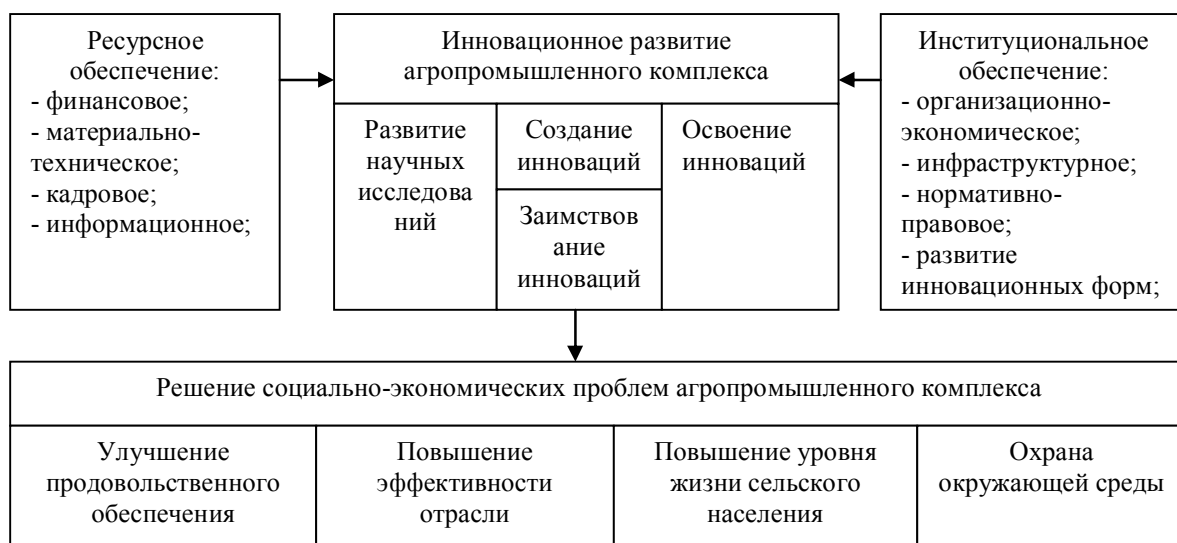 Ресурсное
обеспечение:
- финансовое;
- материально-
техническое;
- кадровое;
- информационное;
Инновационное развитие
агропромышленного комплекса
Развитие
научных
исследова
ний
Создание
инноваций
Заимствов
ание
инноваций
Освоение
инноваций
Институциональное
обеспечение:
- организационно-
экономическое;
- инфраструктурное;
- нормативно-
правовое;
- развитие
инновационных форм;
Решение социально-экономических проблем агропромышленного комплекса
Улучшение
продовольственного
обеспечения
Повышение
эффективности
отрасли
Повышение уровня
жизни сельского
населения
Охрана
окружающей среды